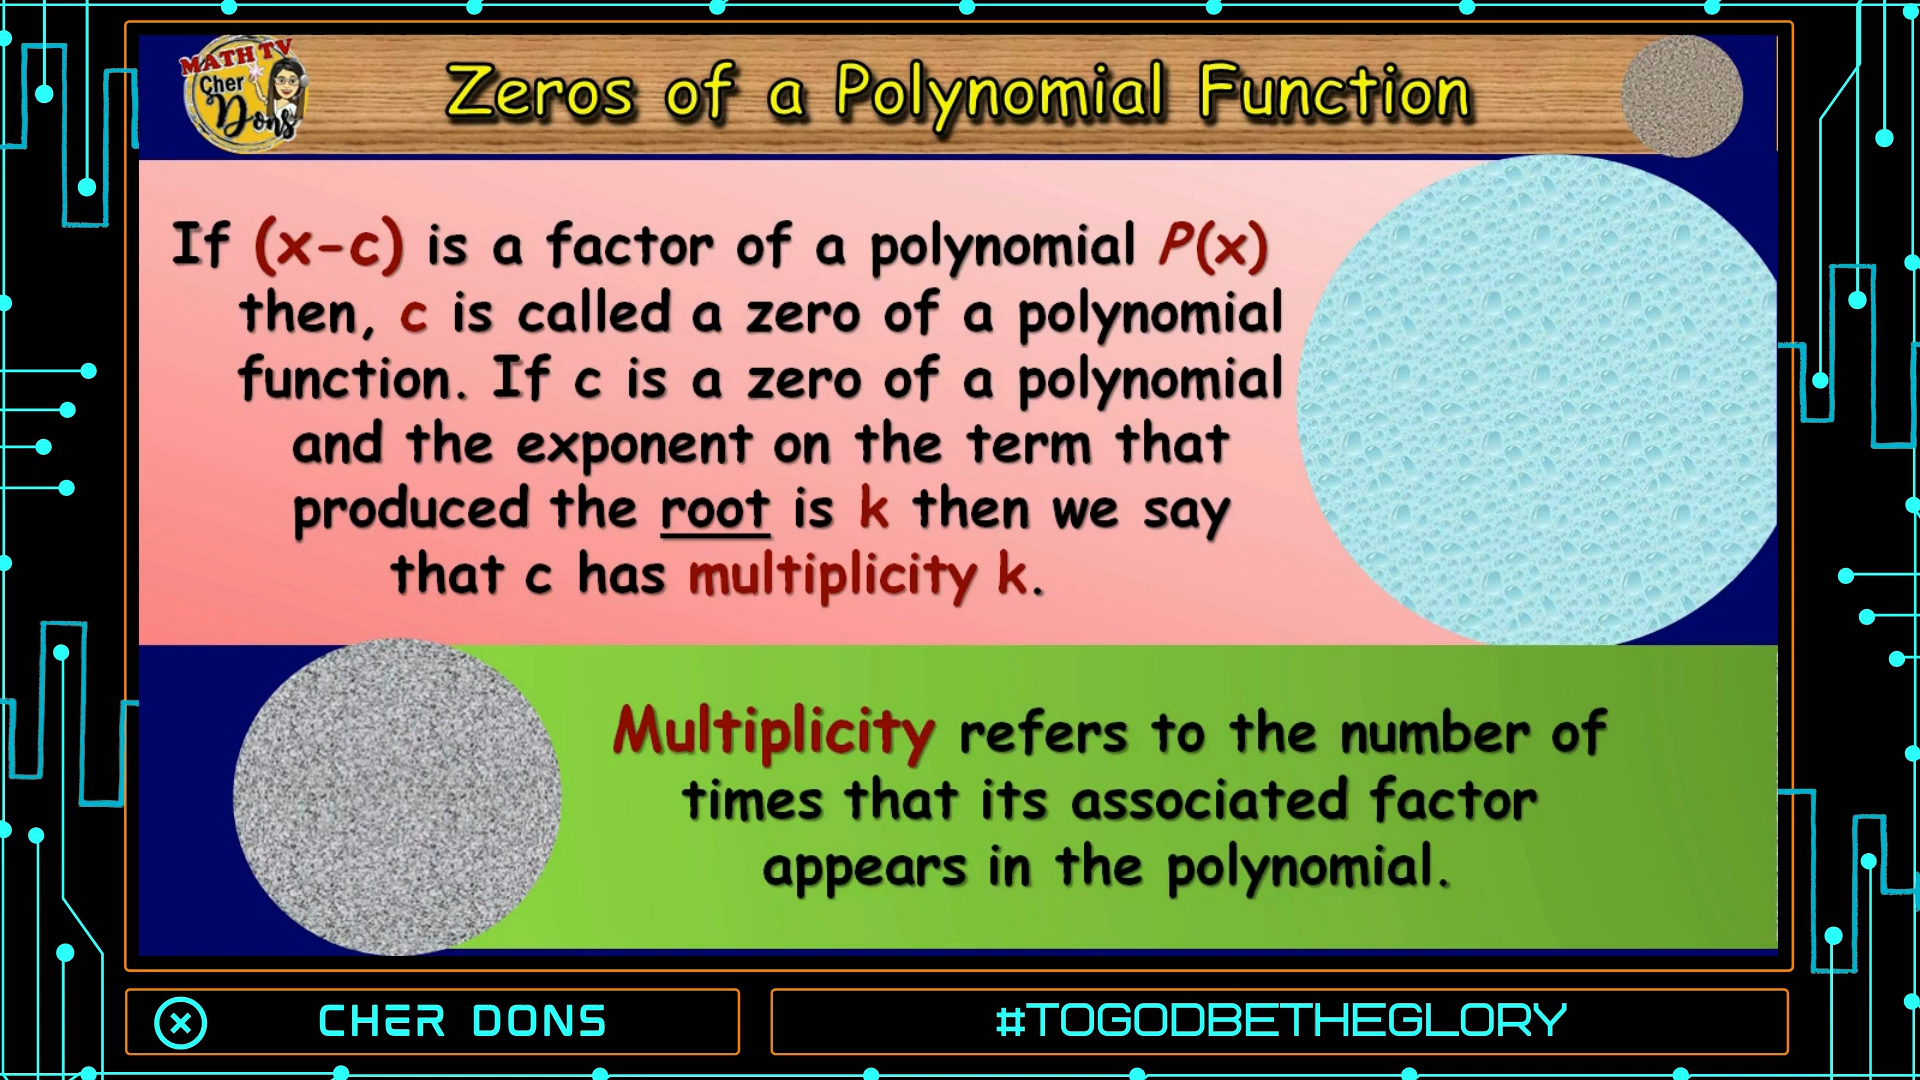 MATH TV
Cher
Dons
Zeros of a Polynomial Function
If (x-c) is a factor of a polynomial P(x)
then, c is called a zero of a polynomial
function. If c is a zero of a polynomial
and the exponent on the term that
produced the root is k then we say
that c has multiplicity k.
Multiplicity refers to the number of
times that its associated factor
appears in the polynomial.
CHER DONS
#TOGODBETHEGLORY